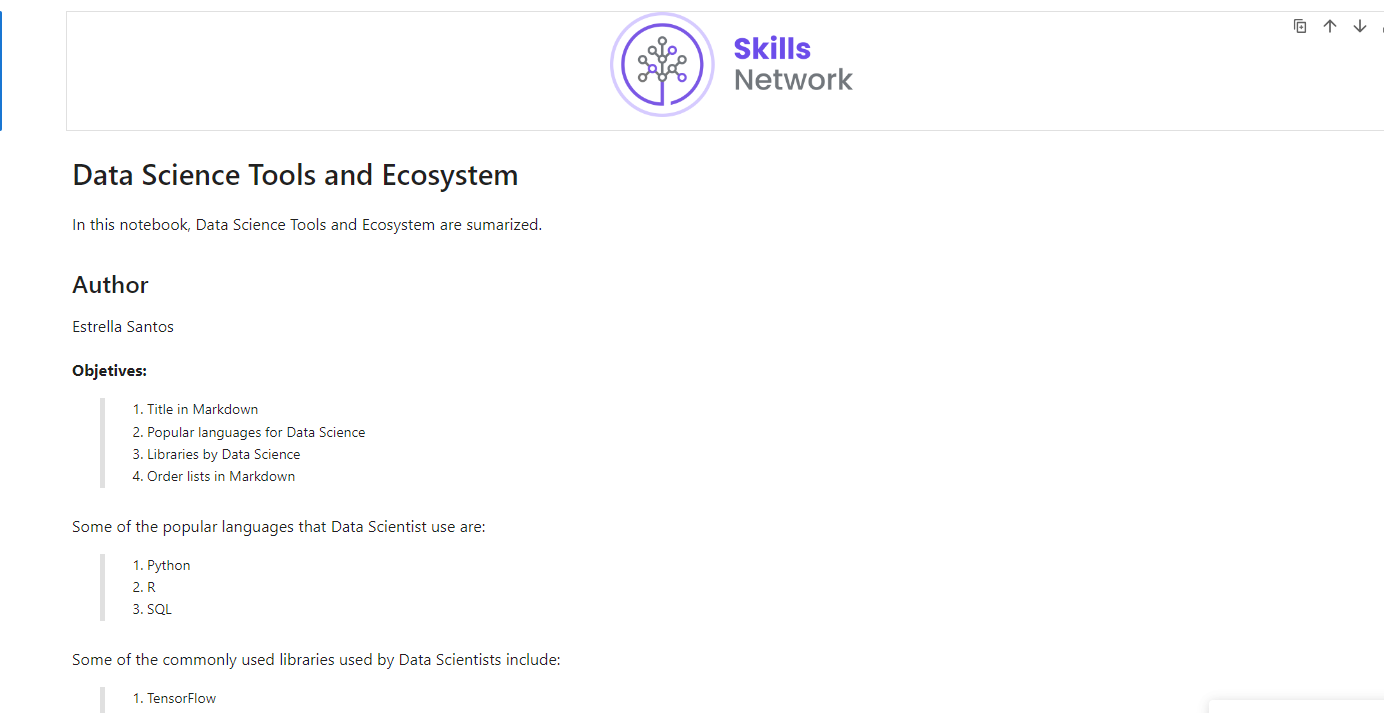 Skills
Network
Data Science Tools and Ecosystem
In this notebook, Data Science Tools and Ecosystem are sumarized.
Author
Estrella Santos
Objetives:
1. Title in Markdown
2. Popular languages for Data Science
3. Libraries by Data Science
4. Order lists in Markdown
Some of the popular languages that Data Scientist use are:
1. Python
2. R
3. SQL
Some of the commonly used libraries used by Data Scientists include:
1. TensorFlow